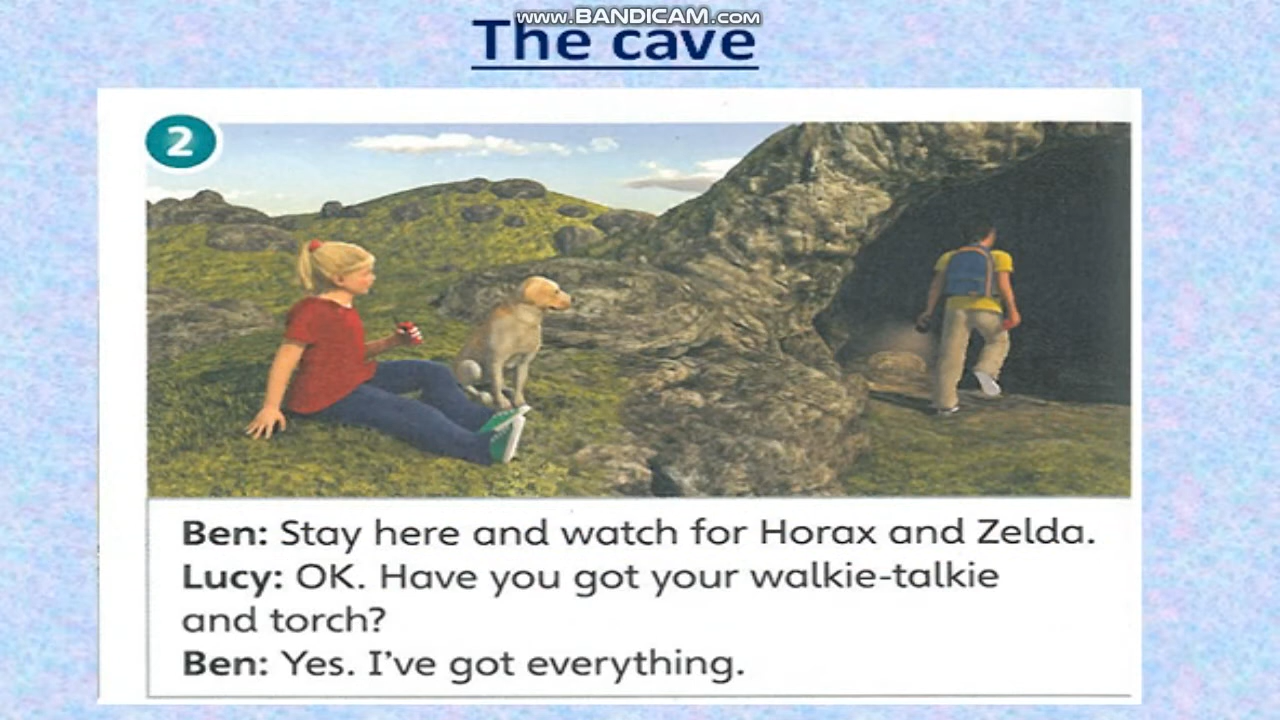 www.BANDICAM.com
The cave
2
Ben: Stay here and watch for Horax and Zelda.
Lucy: OK. Have you got your walkie-talkie
and torch?
Ben: Yes. I've got everything.